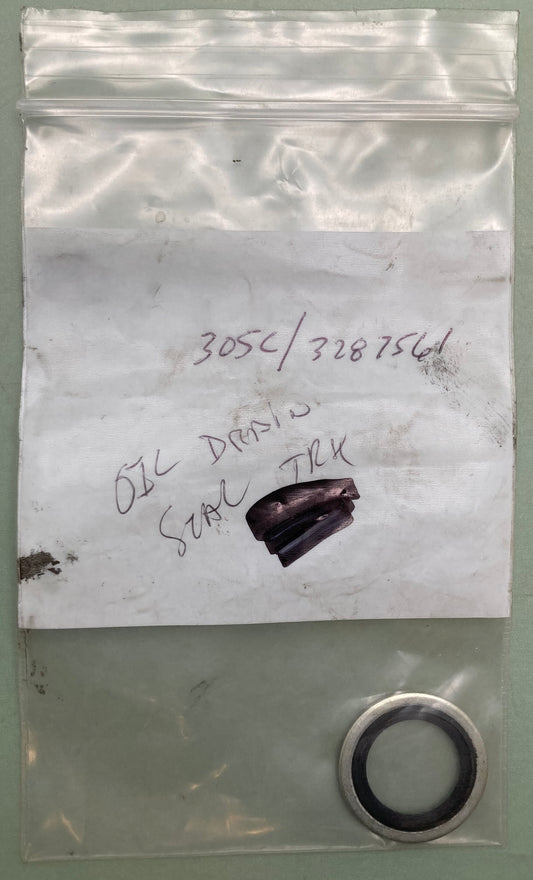 305C/3287561
OIL DRAIN
SEAL TRK